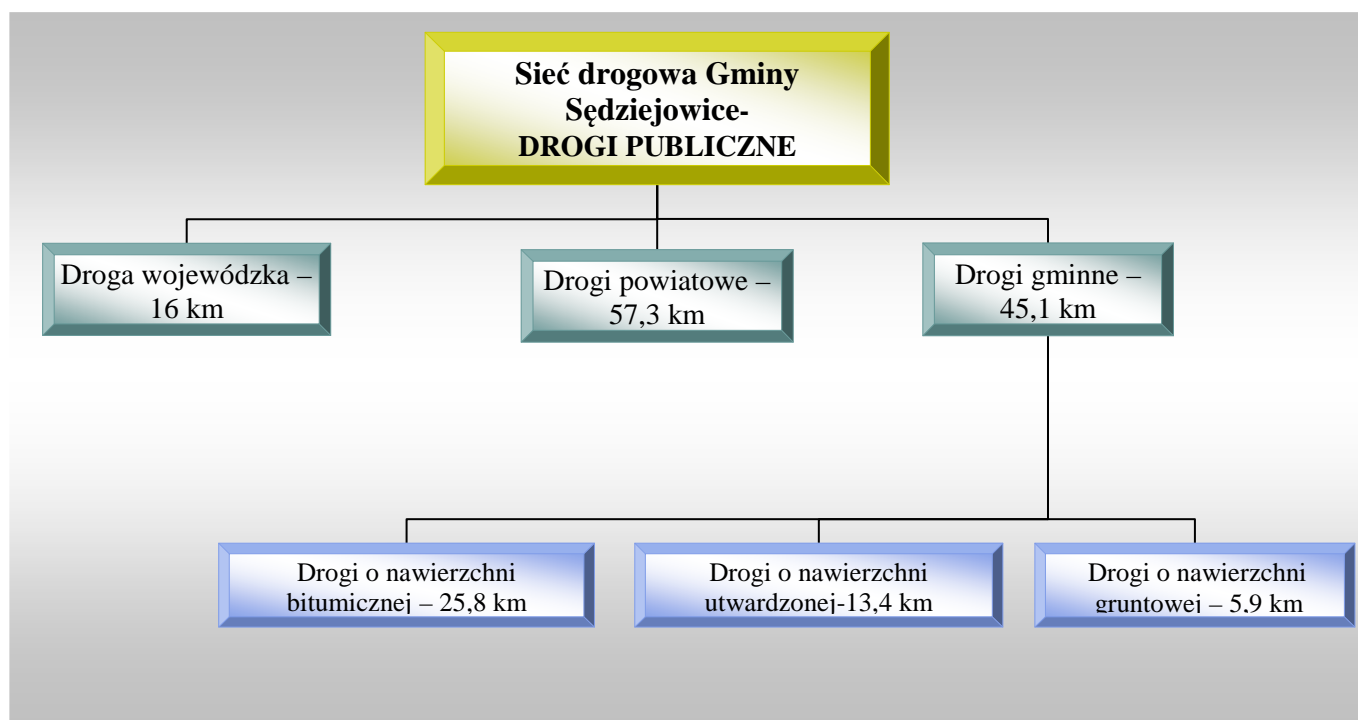 Sieć drogowa Gminy
Sędziejowice-
DROGI PUBLICZNE
Droga wojewódzka –
16 km
Drogi powiatowe –
57,3 km
Drogi gminne –
45,1 km
Drogi o nawierzchni
bitumicznej – 25,8 km
Drogi o nawierzchni
utwardzonej-13,4 km
Drogi o nawierzchni
gruntowej – 5,9 km